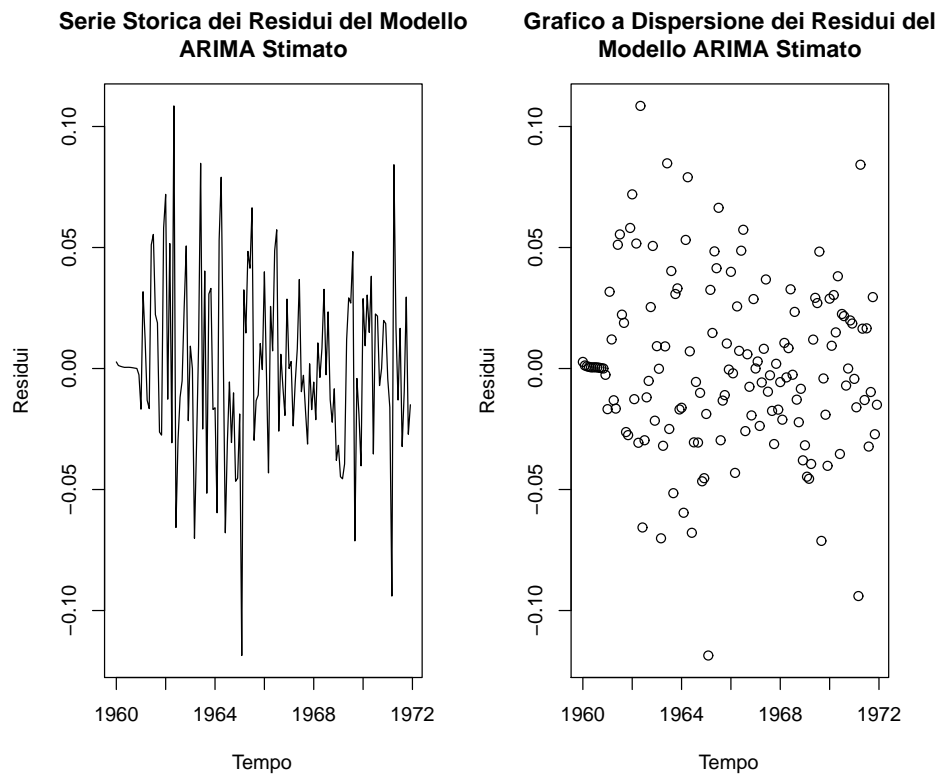 Serie Storica dei Residui del Modello
ARIMA Stimato
0.10
0.05
0.00
−0.05
−0.10
Residui
1960
1964
1968
1972
Tempo
Grafico a Dispersione dei Residui del
Modello ARIMA Stimato
0.10
0.05
0.00
−0.05
−0.10
Residui
1960
1964
1968
1972
Tempo